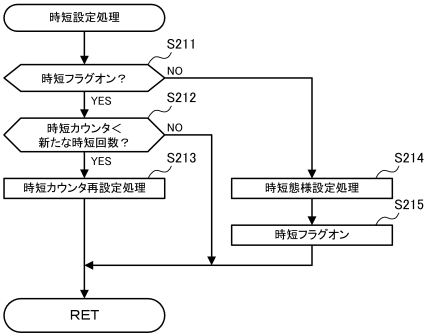 時短設定処理
S211
時短フラグオン？
NO
YES
S212
時短カウンタ＜
新たな時短回数？
NO
YES
S213
時短カウンタ再設定処理
S214
時短態様設定処理
S215
時短フラグオン
RET